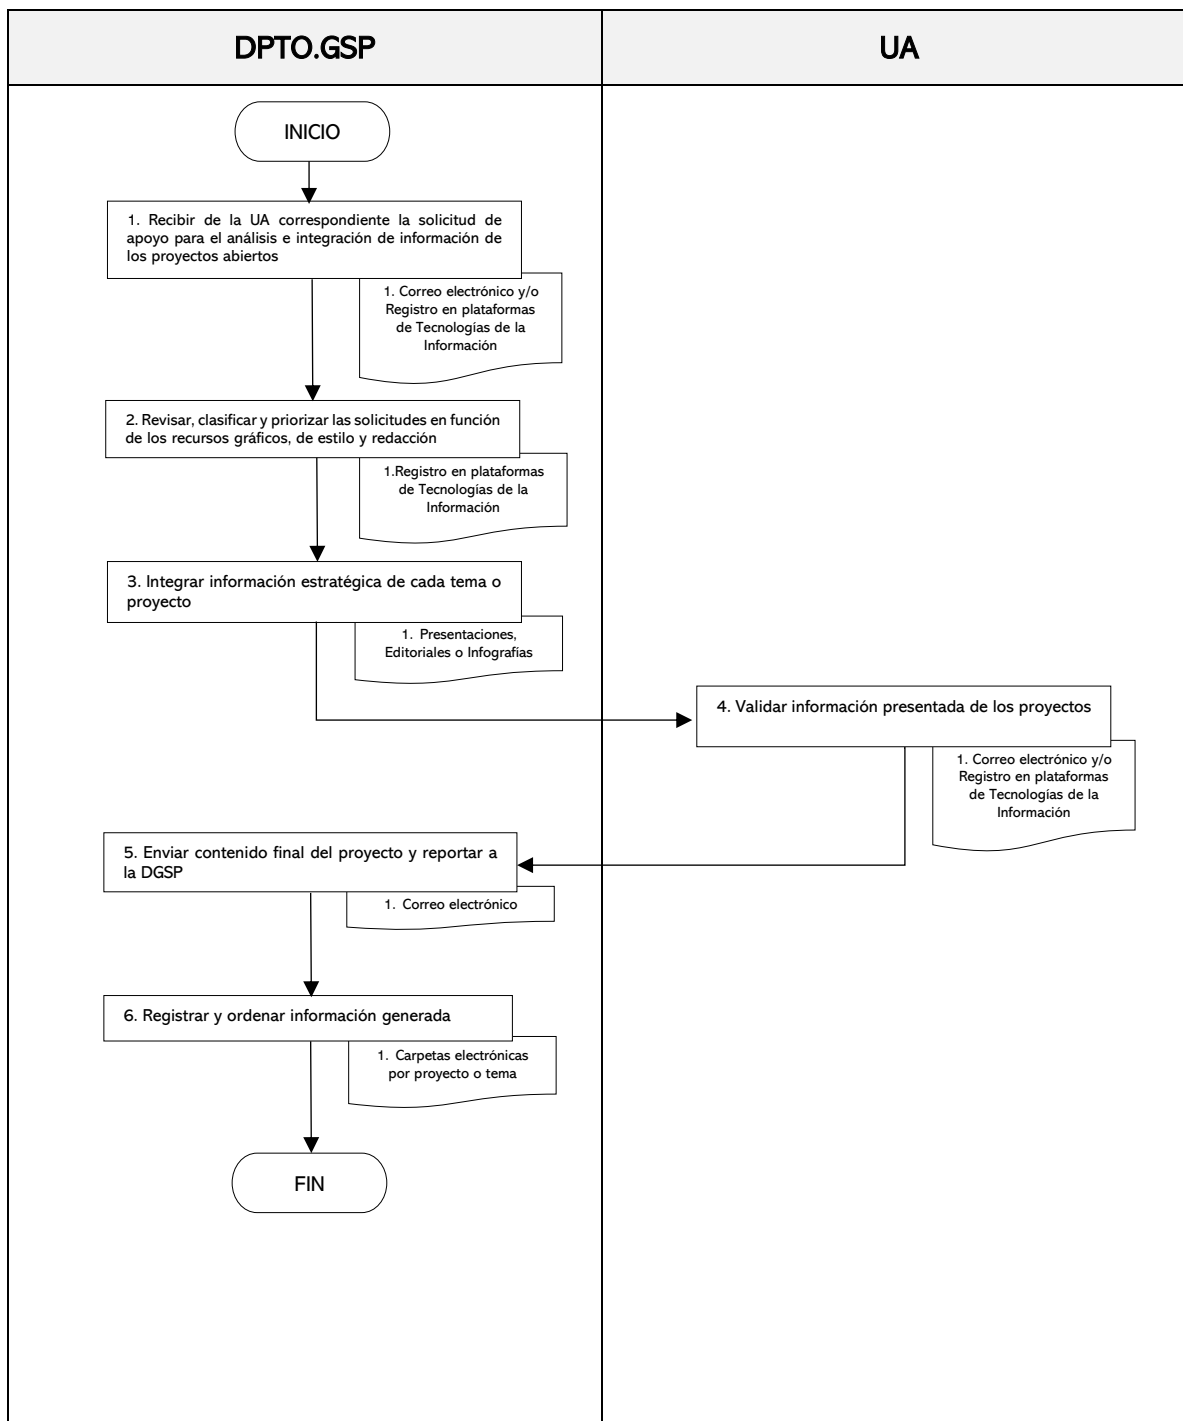 DPTO.GSP
UA
INICIO
1. Recibir de la UA correspondiente la solicitud de
apoyo para el análisis e integración de información de
los proyectos abiertos
1. Correo electrónico y/o
Registro en plataformas
de Tecnologías de la
Información
2. Revisar, clasificar y priorizar las solicitudes en función
de los recursos gráficos, de estilo y redacción
1.Registro en plataformas
de Tecnologías de la
Información
3. Integrar información estratégica de cada tema o
proyecto
1. Presentaciones,
Editoriales o Infografías
4. Validar información presentada de los proyectos
1. Correo electrónico y/o
Registro en plataformas
de Tecnologías de la
Información
5. Enviar contenido final del proyecto y reportar a
la DGSP
1. Correo electrónico
6. Registrar y ordenar información generada
1. Carpetas electrónicas
por proyecto o tema
FIN